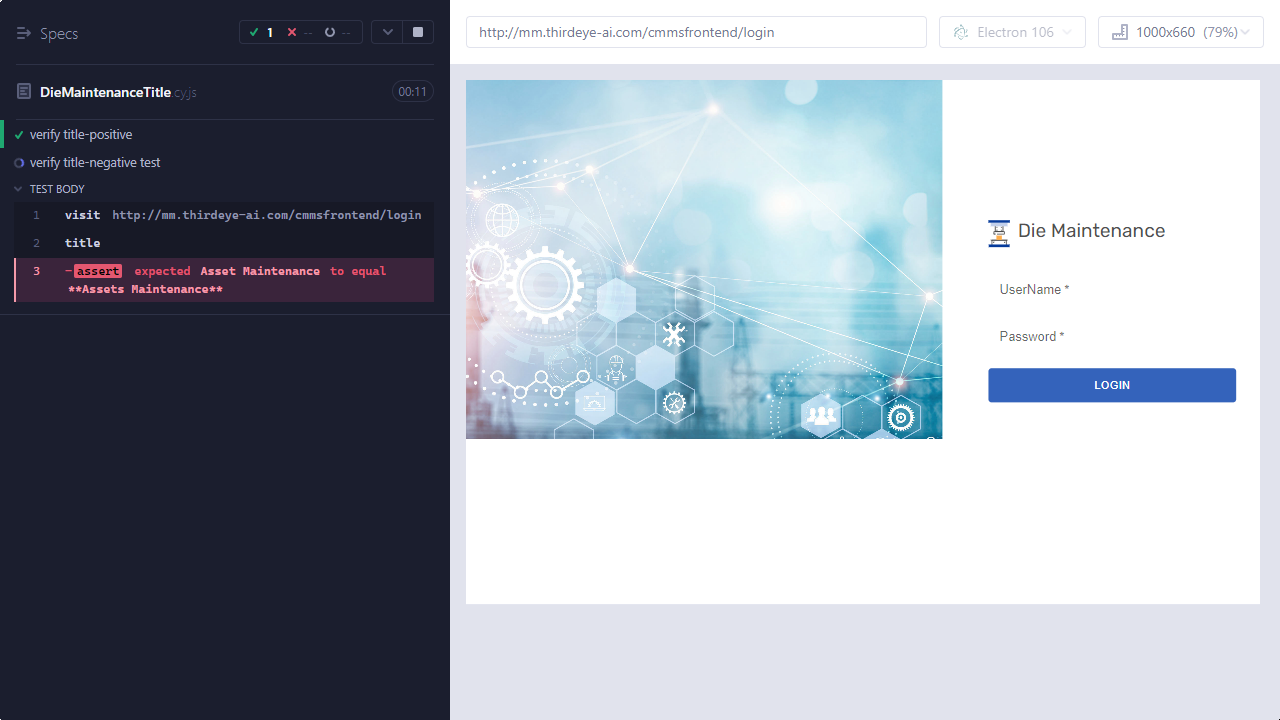 Specs
1 -- --
DieMaintenanceTitle.cy.js 00:11
verify title-positive
verify title-negative test
TEST BODY
1 visit http://mm.thirdeye-ai.com/cmmsfrontend/login
2 title
3 -assert expected Asset Maintenance to equal
**Assets Maintenance**
http://mm.thirdeye-ai.com/cmmsfrontend/login
Electron 106
1000x660 (79%)
Die Maintenance
UserName *
Password *
LOGIN